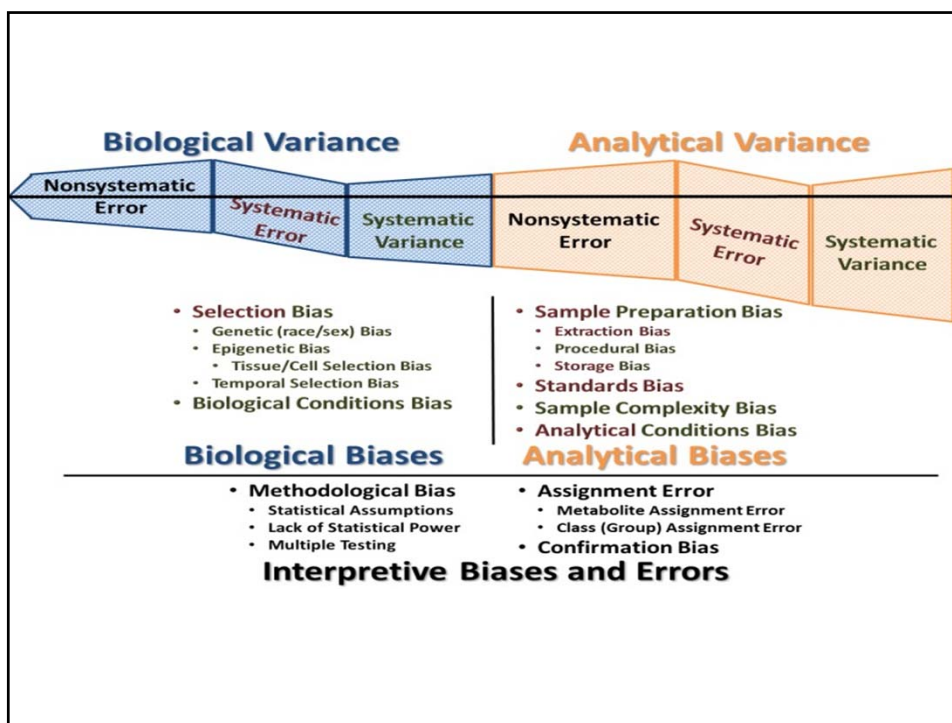 Biological Variance
Analytical Variance
Nonsystematic
Error
Systematic
Error
Systematic
Variance
Nonsystematic
Error
Systematic
Error
Systematic
Variance
• Selection Bias
• Genetic (race/sex) Bias
• Epigenetic Bias
• Tissue/Cell Selection Bias
• Temporal Selection Bias
• Biological Conditions Bias
• Sample Preparation Bias
• Extraction Bias
• Procedural Bias
• Storage Bias
• Standards Bias
• Sample Complexity Bias
• Analytical Conditions Bias
Biological Biases
Analytical Biases
• Methodological Bias
• Statistical Assumptions
• Lack of Statistical Power
• Multiple Testing
• Assignment Error
• Metabolite Assignment Error
• Class (Group) Assignment Error
• Confirmation Bias
Interpretive Biases and Errors